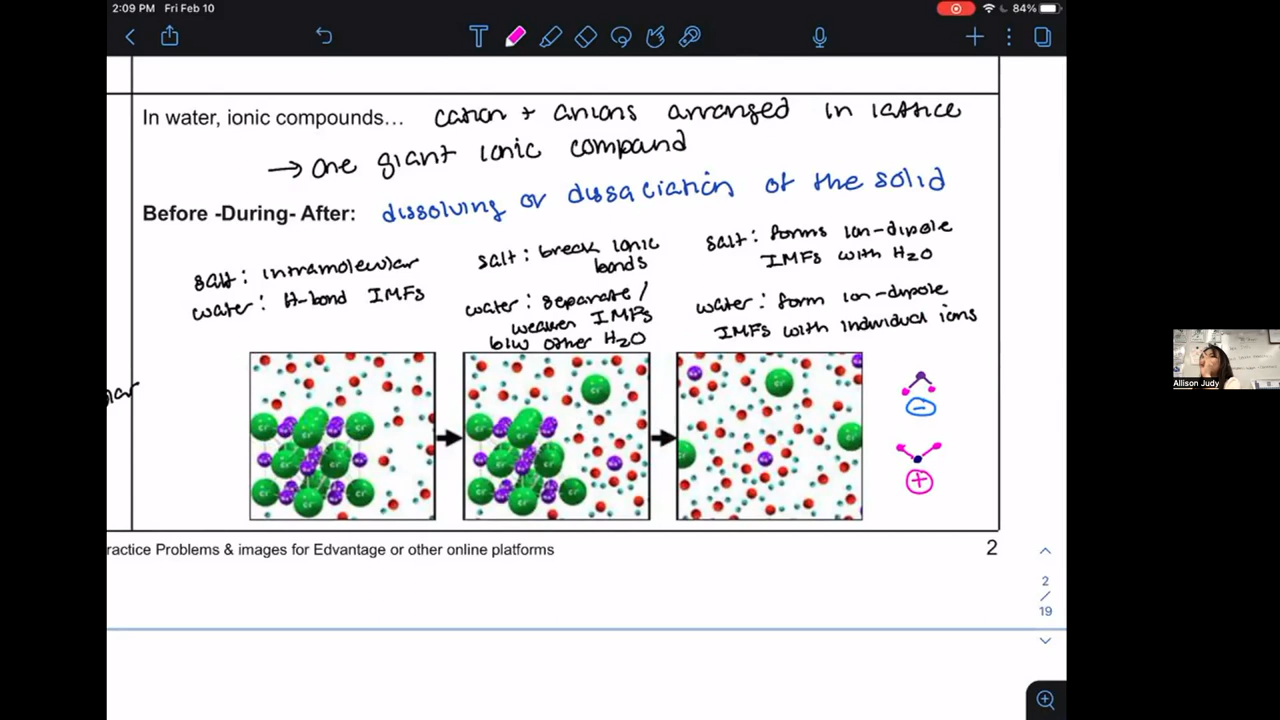 2:09 PM Fri Feb 10
84%
In water, ionic compounds... cation + anions arranged in lattice
→ one giant ionic compound
Before -During- After: dissolving or dissaciation of the solid
salt: intramolecular
water: H-bond IMFs
salt: break ionic
bonds
water: separate /
weaken IMFs
b/w other H2O
salt: forms ion-dipole
IMFs with H2O
water: form ion-dipole
IMFs with individual ions
Cl- Cl- Cl- Cl-
−
+
ractice Problems & images for Edvantage or other online platforms
2
2
/
19
Allison Judy